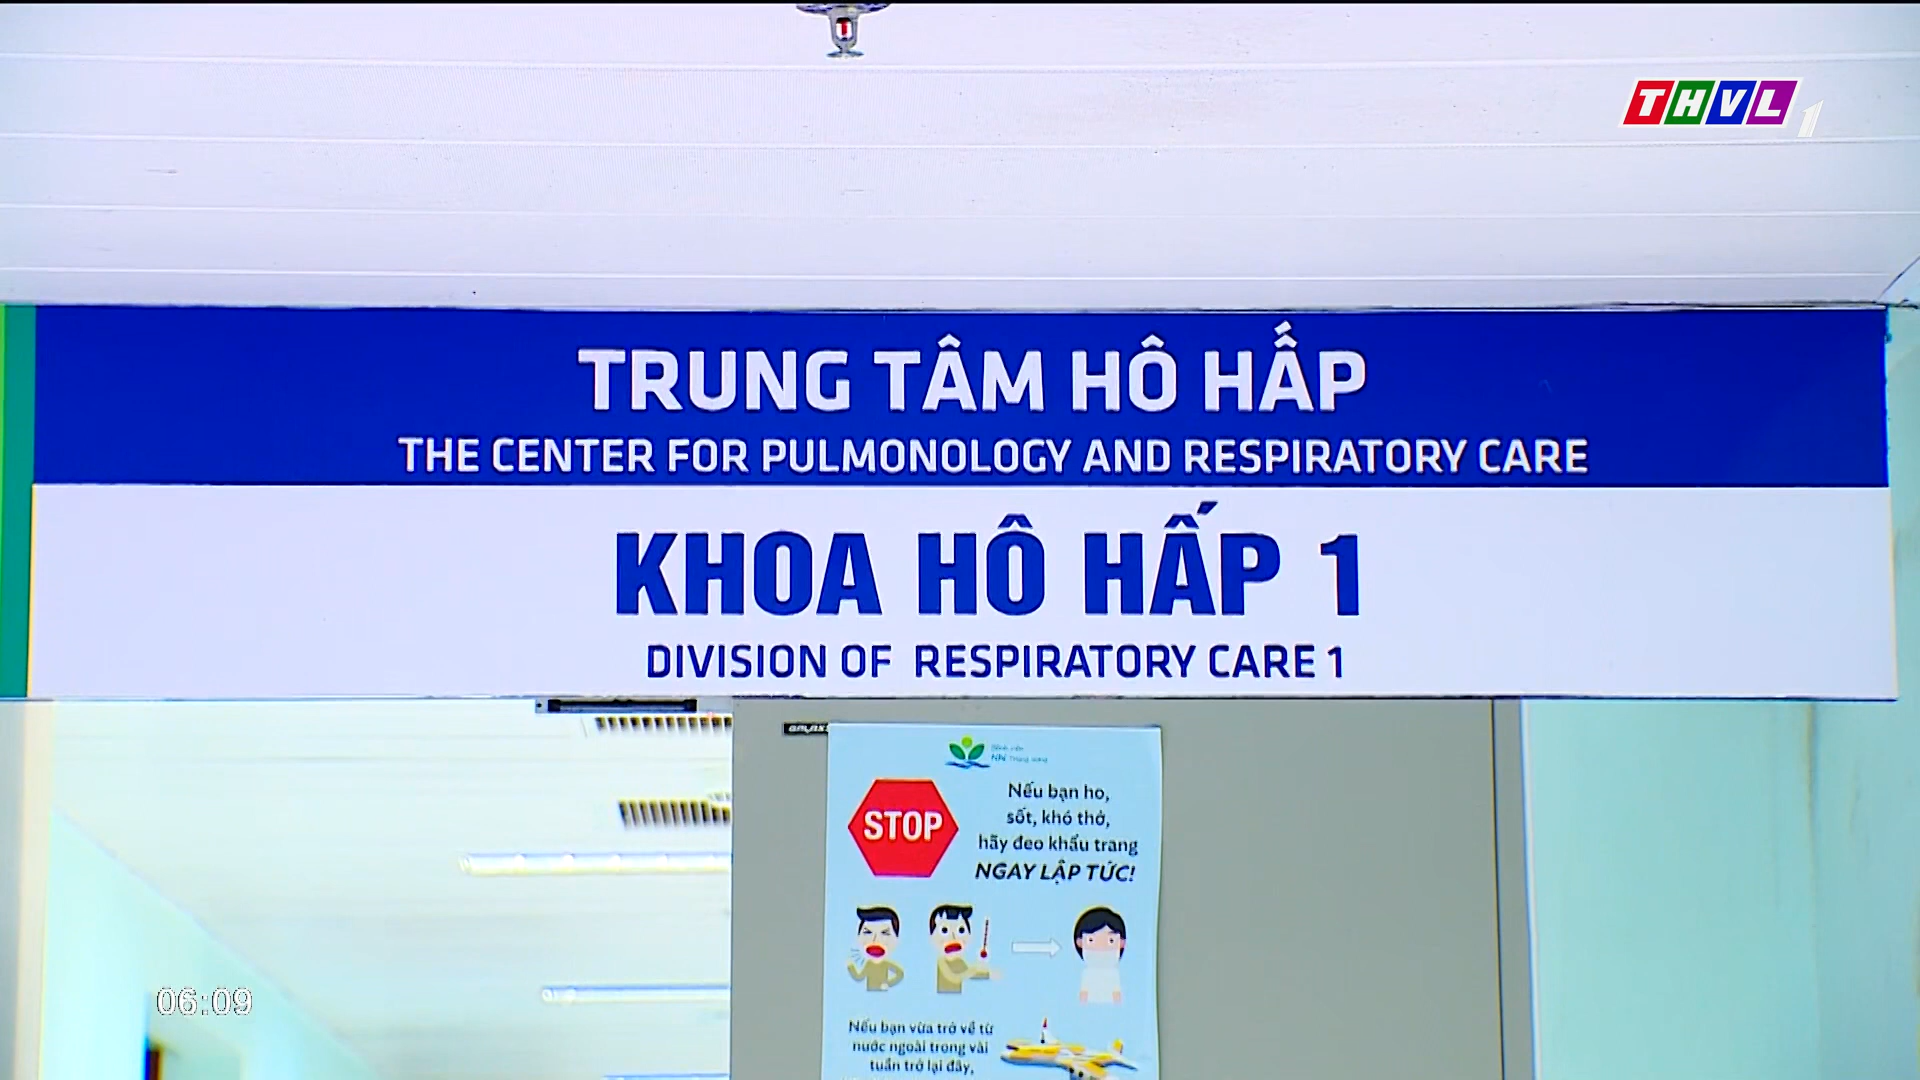 THVL 1
TRUNG TÂM HÔ HẤP
THE CENTER FOR PULMONOLOGY AND RESPIRATORY CARE
KHOA HÔ HẤP 1
DIVISION OF RESPIRATORY CARE 1
STOP
Nếu bạn ho,
sốt, khó thở,
hãy đeo khẩu trang
NGAY LẬP TỨC!
Nếu bạn vừa trở về từ
nước ngoài trong vài
tuần trở lại đây,
06:09